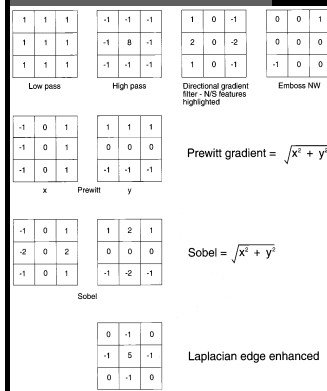 1 1 1
1 1 1
1 1 1
Low pass
-1 -1 -1
-1 8 -1
-1 -1 -1
High pass
1 0 -1
2 0 -2
1 0 -1
Directional gradient
filter - N/S features
highlighted
0 0 1
0 0 0
-1 0 0
Emboss NW
-1 0 1
-1 0 1
-1 0 1
x
Prewitt
1 1 1
0 0 0
-1 -1 -1
y
Prewitt gradient = √x² + y²
-1 0 1
-2 0 2
-1 0 1
1 2 1
0 0 0
-1 -2 -1
Sobel
Sobel = √x² + y²
0 -1 0
-1 5 -1
0 -1 0
Laplacian edge enhanced